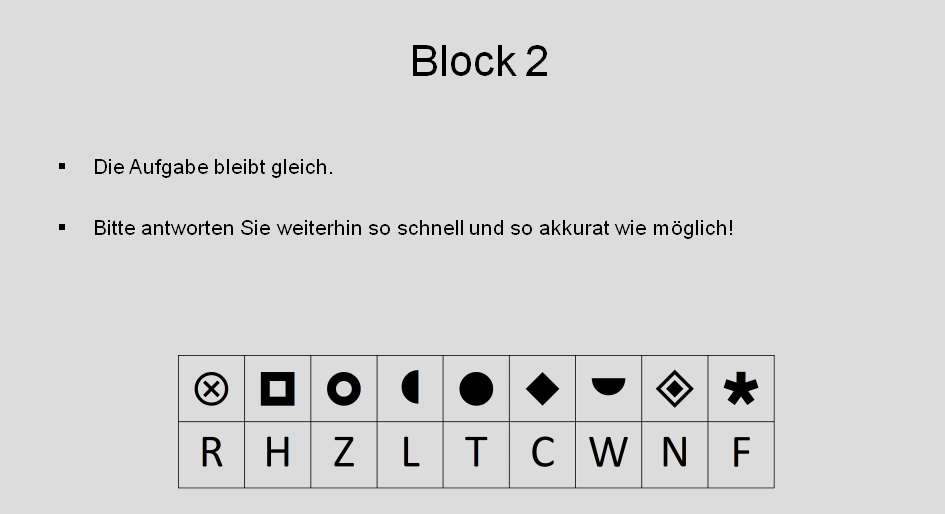 Block 2
▪ Die Aufgabe bleibt gleich.
▪ Bitte antworten Sie weiterhin so schnell und so akkurat wie möglich!
R H Z L T C W N F